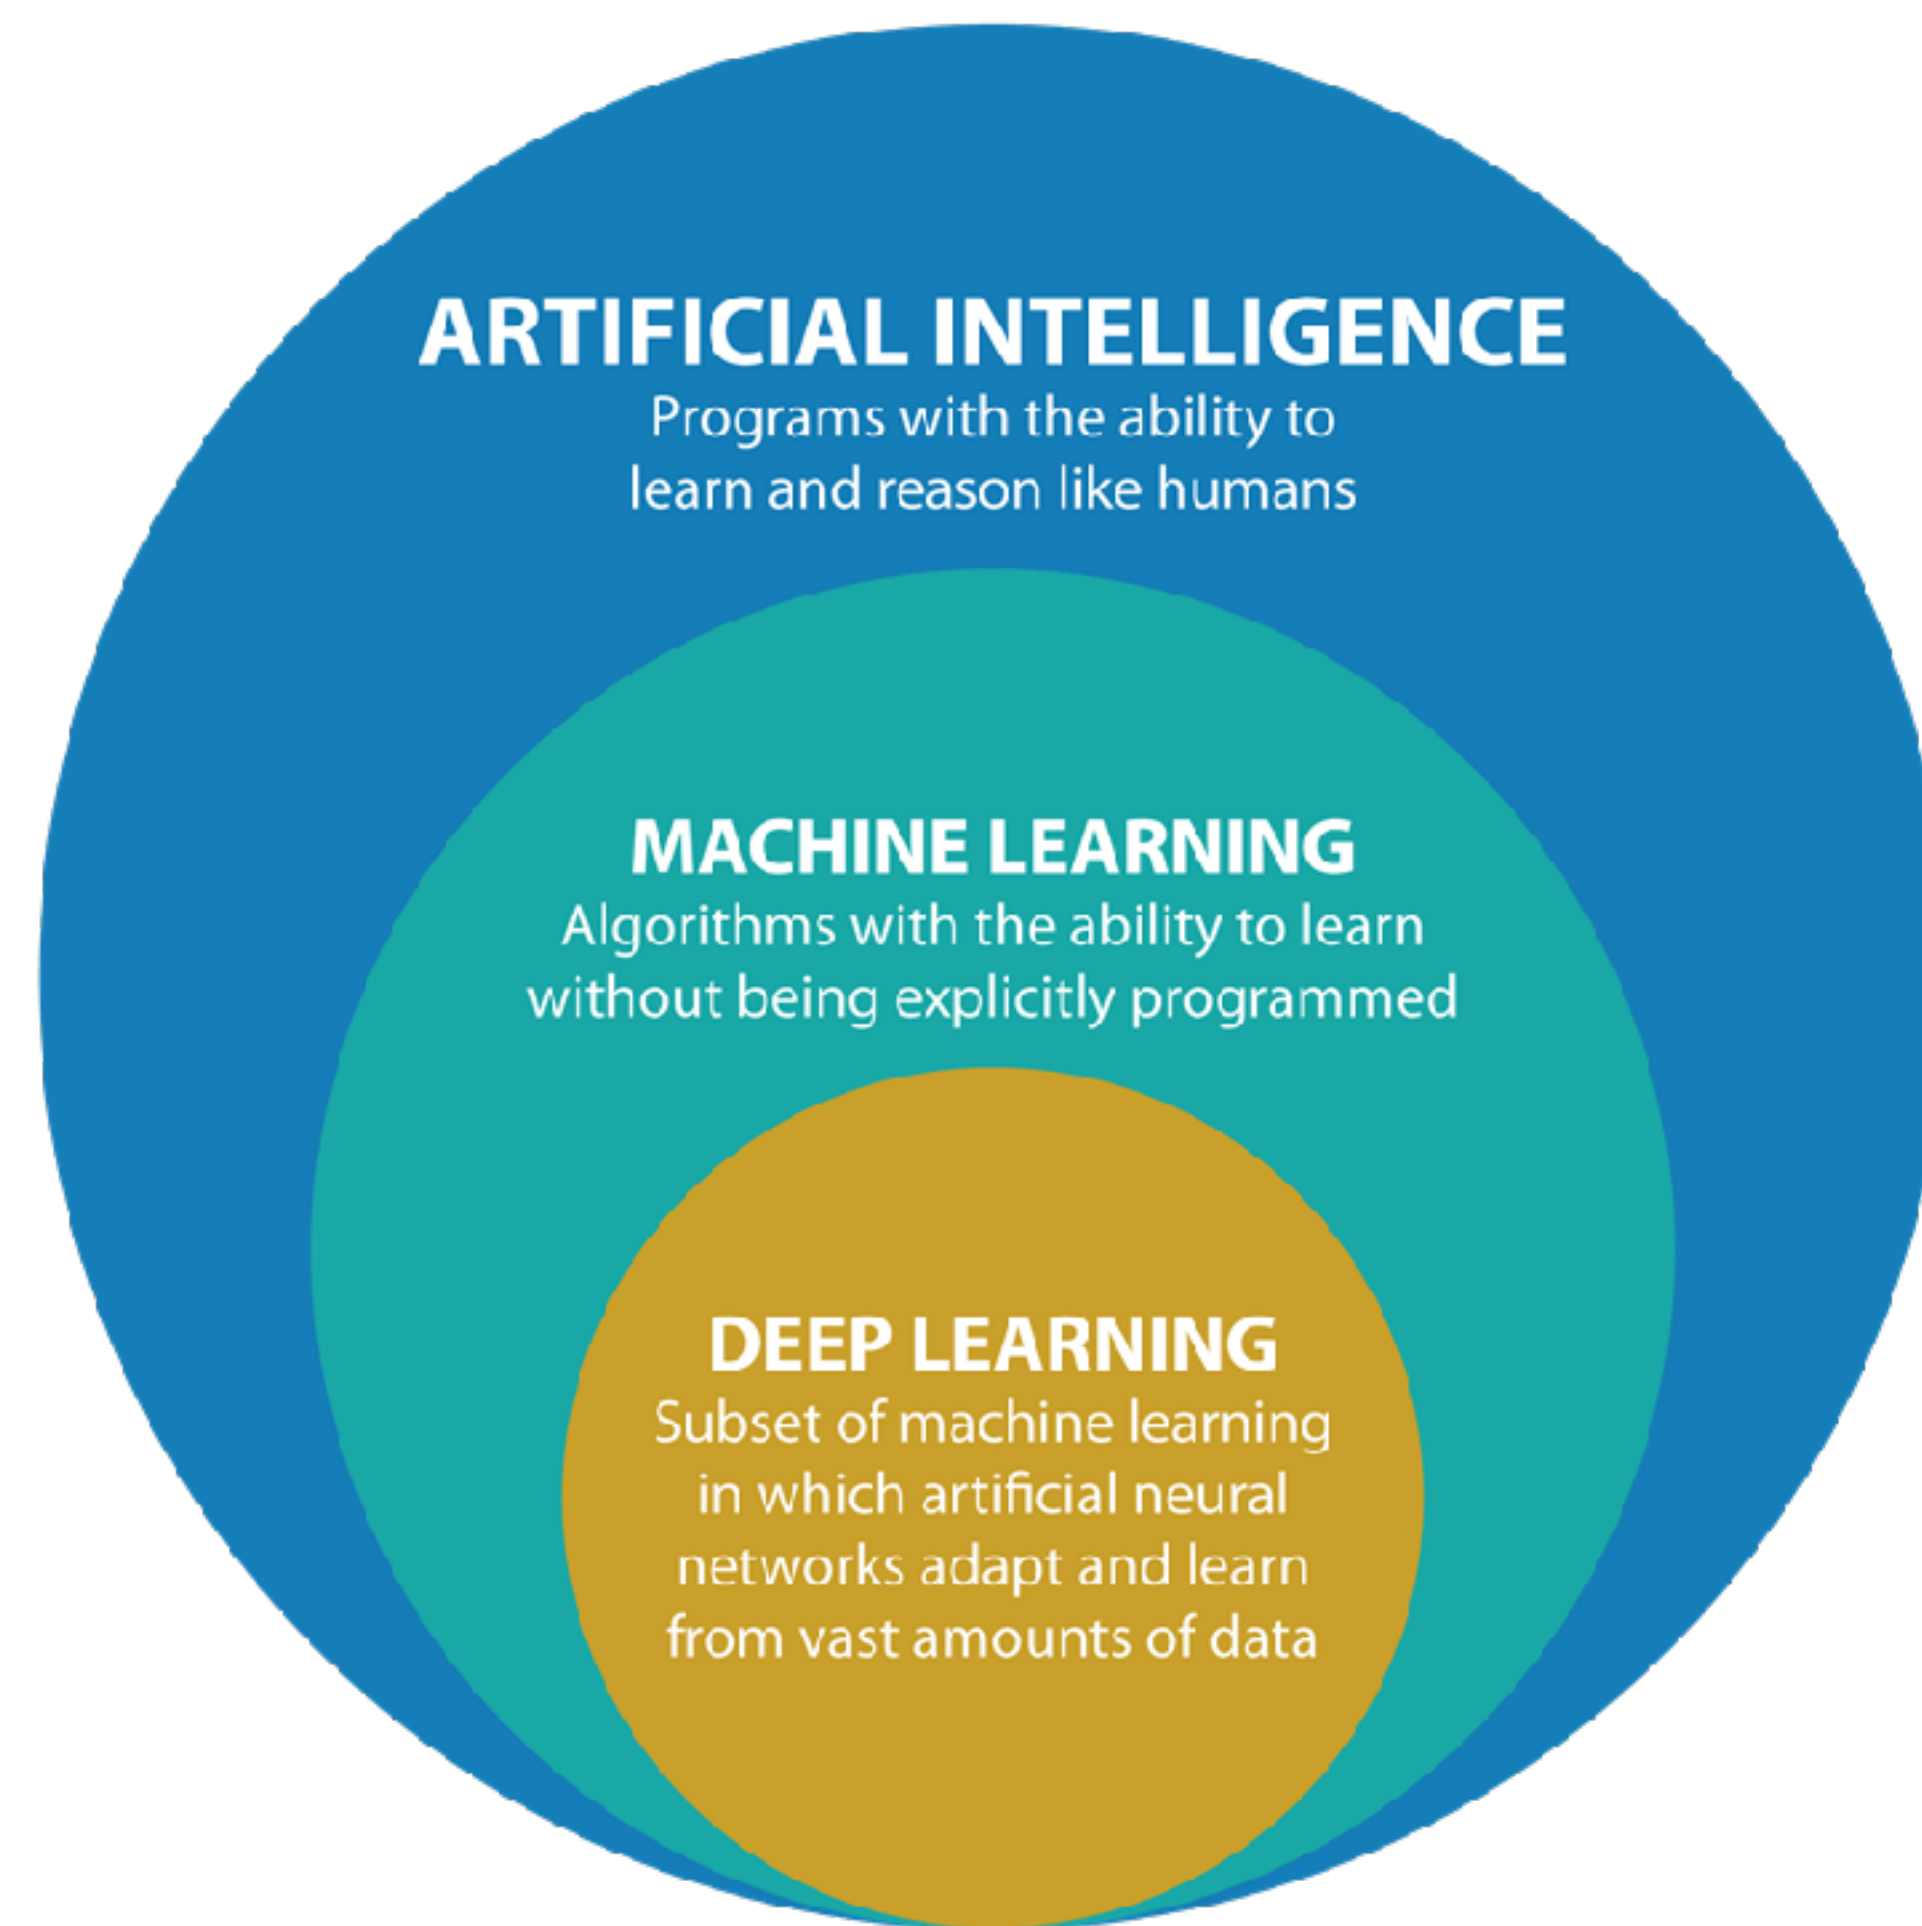 ARTIFICIAL INTELLIGENCE
Programs with the ability to
learn and reason like humans
MACHINE LEARNING
Algorithms with the ability to learn
without being explicitly programmed
DEEP LEARNING
Subset of machine learning
in which artificial neural
networks adapt and learn
from vast amounts of data